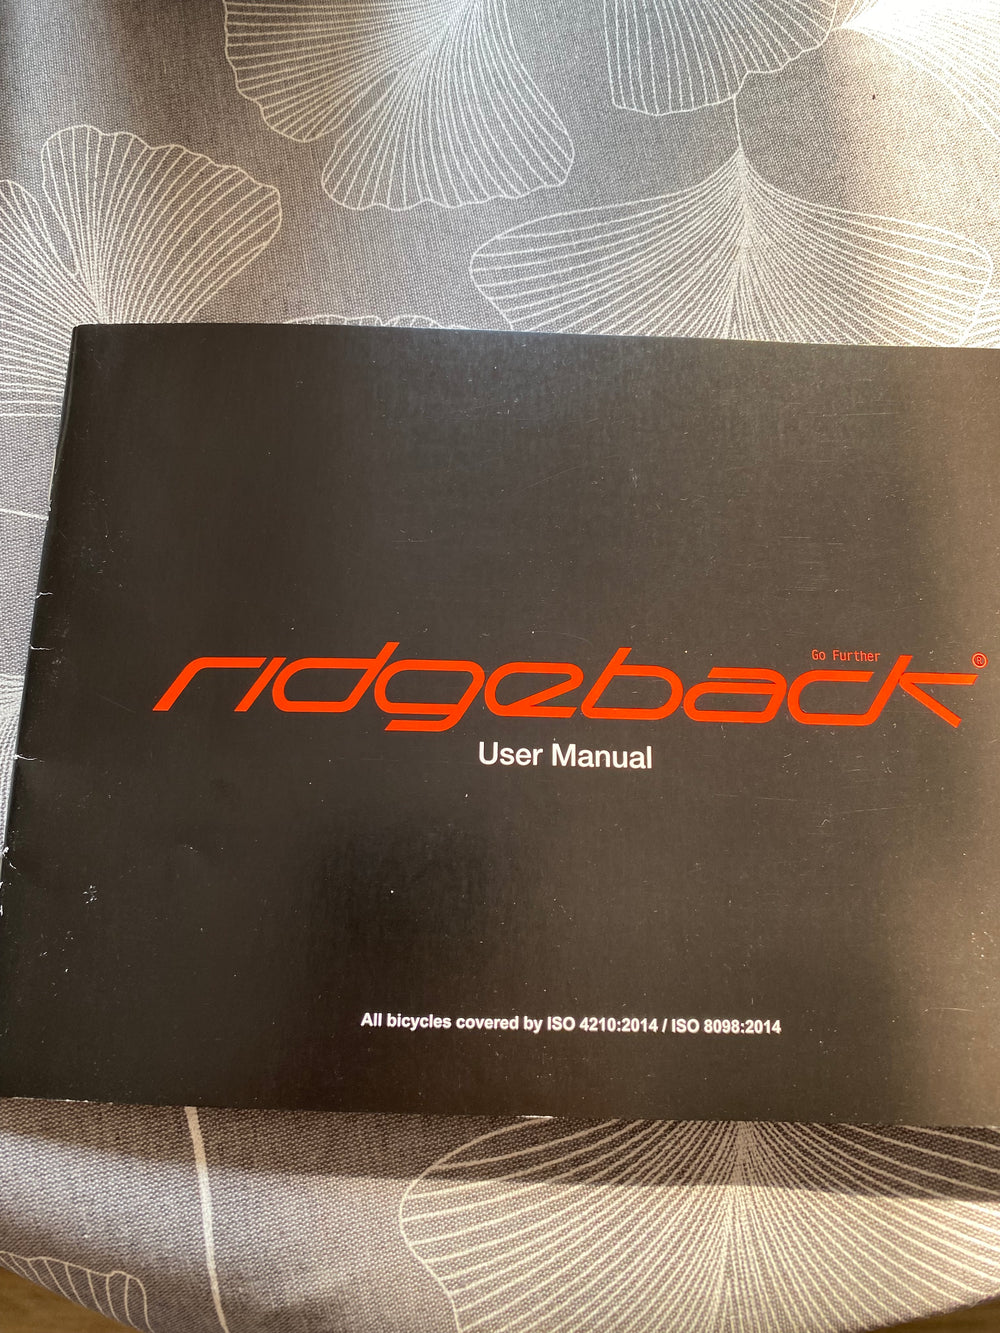 Go Further
ridgeback®
User Manual
All bicycles covered by ISO 4210:2014 / ISO 8098:2014